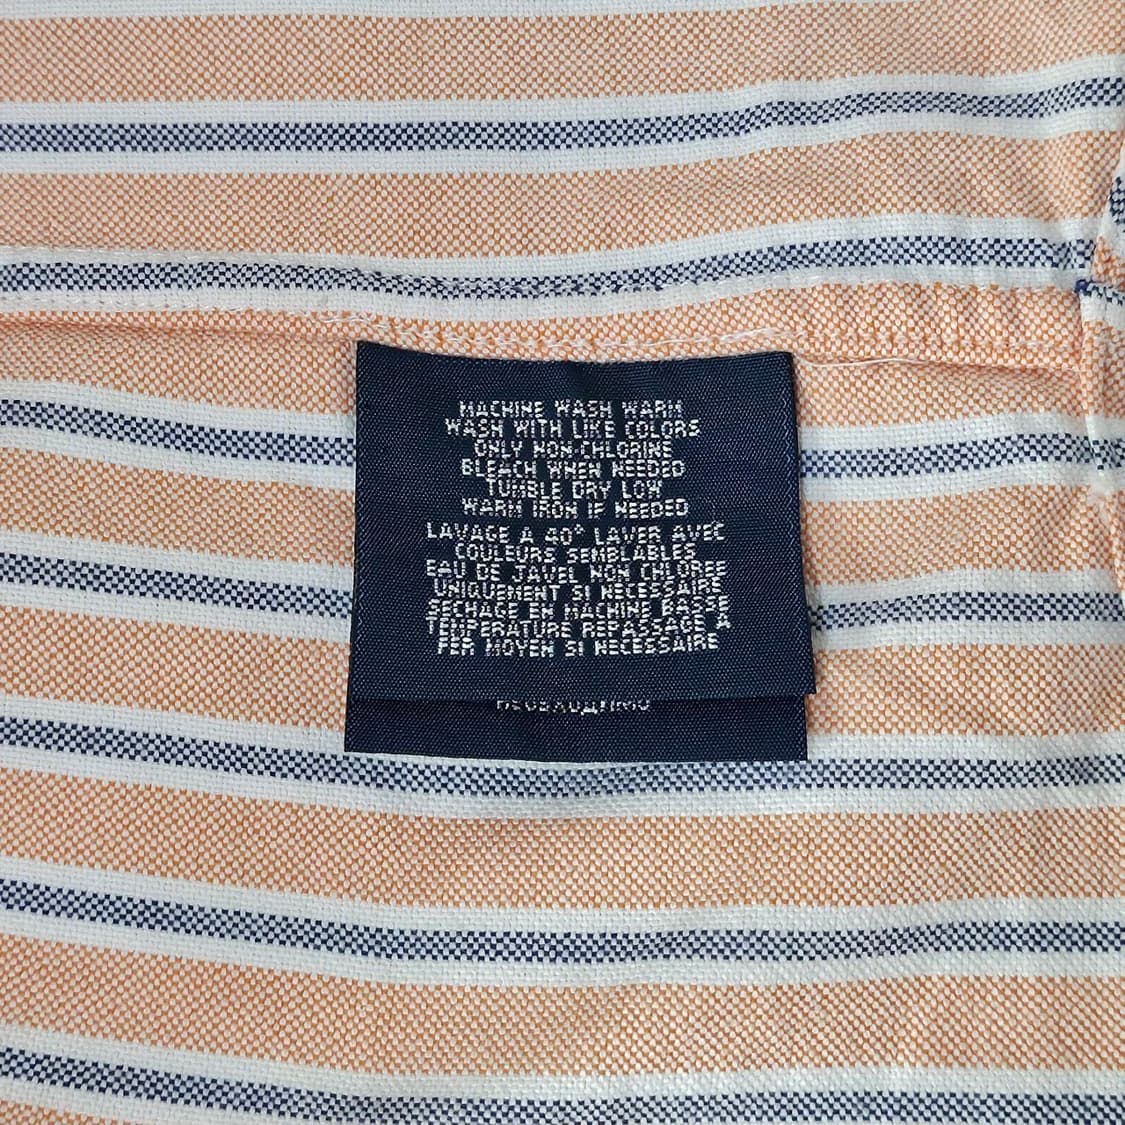 MACHINE WASH WARM
WASH WITH LIKE COLORS
ONLY NON-CHLORINE
BLEACH WHEN NEEDED
TUMBLE DRY LOW
WARM IRON IF NEEDED
LAVAGE A 40° LAVER AVEC
COULEURS SEMBLABLES
EAU DE JAVEL NON CHLOREE
UNIQUEMENT SI NECESSAIRE
SECHAGE EN MACHINE BASSE
TEMPERATURE REPASSAGE A
FER MOYEN SI NECESSAIRE
НЕОБХОДИМО